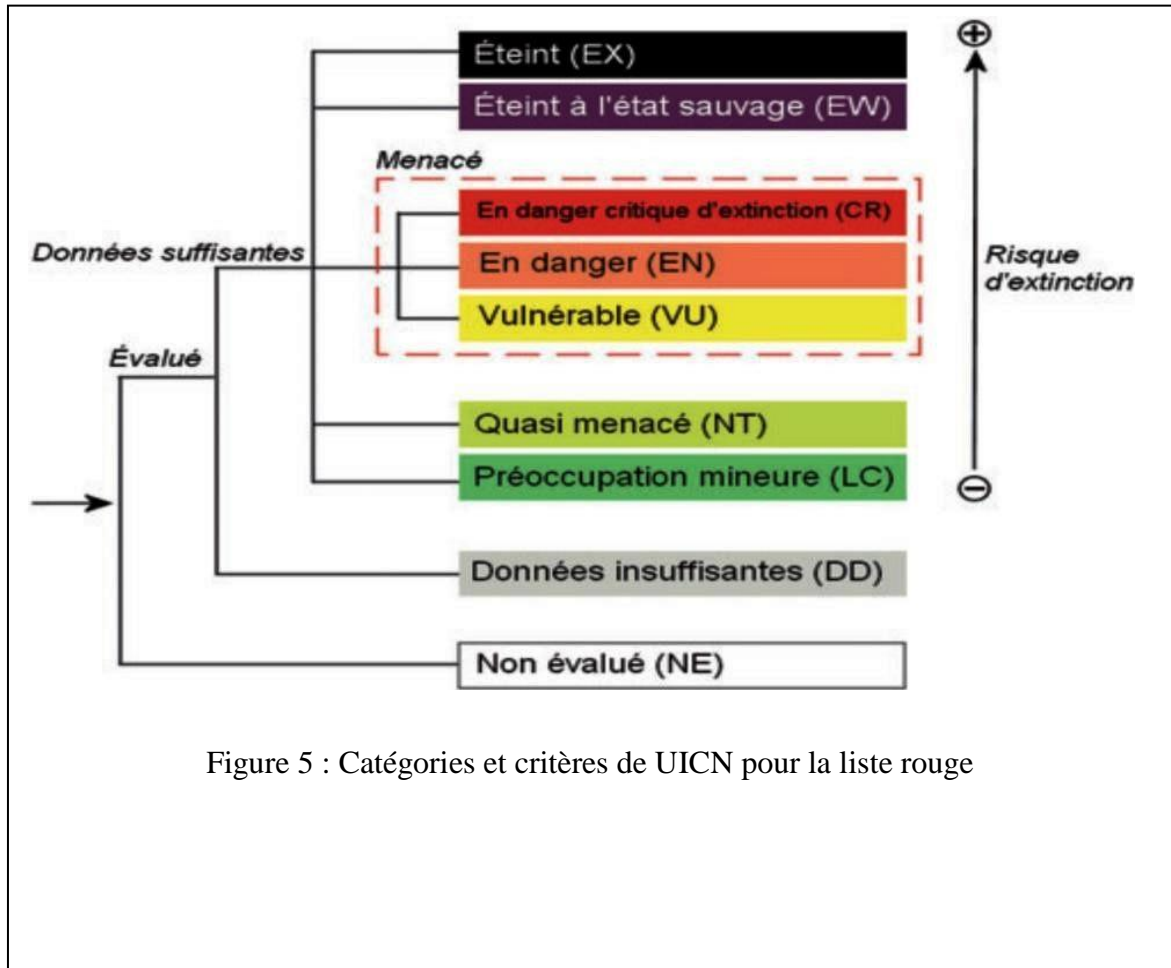 Éteint (EX)
Éteint à l'état sauvage (EW)
Menacé
En danger critique d'extinction (CR)
Données suffisantes
En danger (EN)
Risque
d'extinction
Vulnérable (VU)
Évalué
Quasi menacé (NT)
Préoccupation mineure (LC)
Données insuffisantes (DD)
Non évalué (NE)
Figure 5 : Catégories et critères de UICN pour la liste rouge